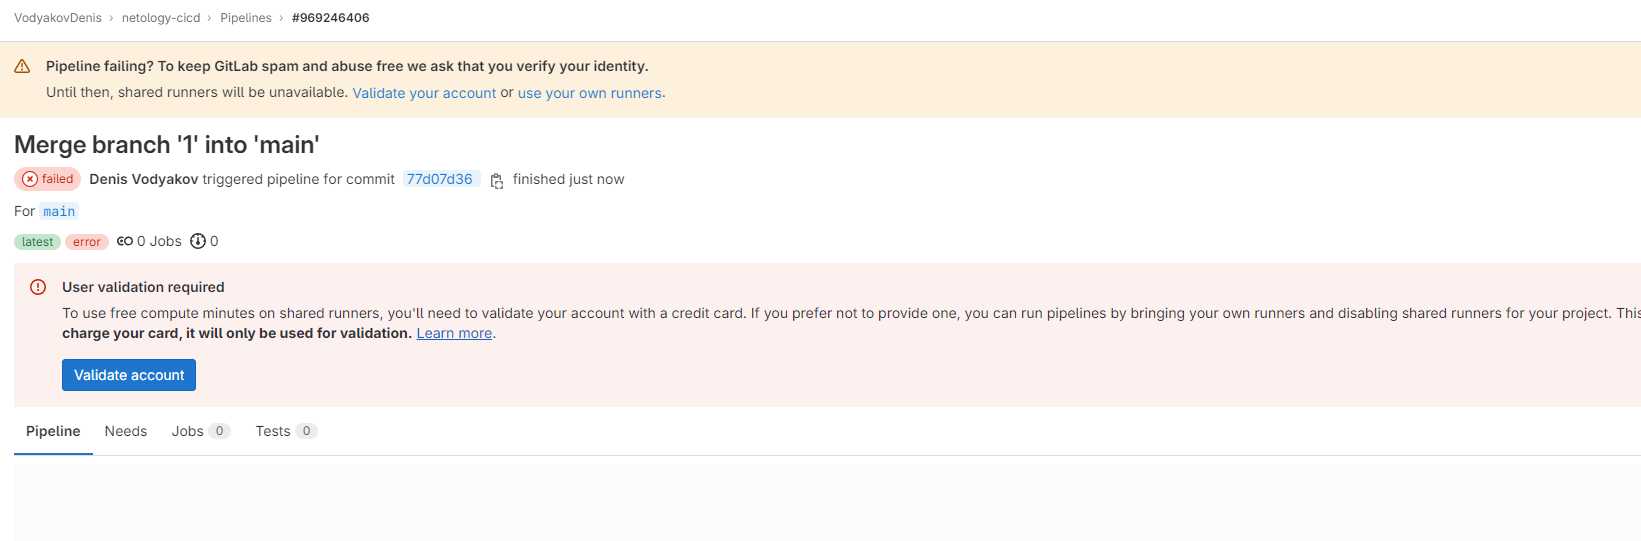 VodyakovDenis › netology-cicd › Pipelines › #969246406
Pipeline failing? To keep GitLab spam and abuse free we ask that you verify your identity.
Until then, shared runners will be unavailable. Validate your account or use your own runners.
Merge branch '1' into 'main'
failed Denis Vodyakov triggered pipeline for commit 77d07d36 finished just now
For main
latest error 0 Jobs 0
User validation required
To use free compute minutes on shared runners, you'll need to validate your account with a credit card. If you prefer not to provide one, you can run pipelines by bringing your own runners and disabling shared runners for your project. This
charge your card, it will only be used for validation. Learn more.
Validate account
Pipeline Needs Jobs 0 Tests 0